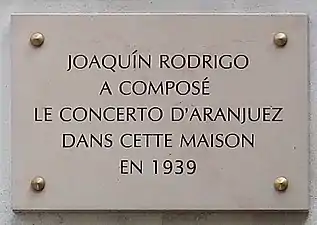 JOAQUÍN RODRIGO
A COMPOSÉ
LE CONCERTO D'ARANJUEZ
DANS CETTE MAISON
EN 1939